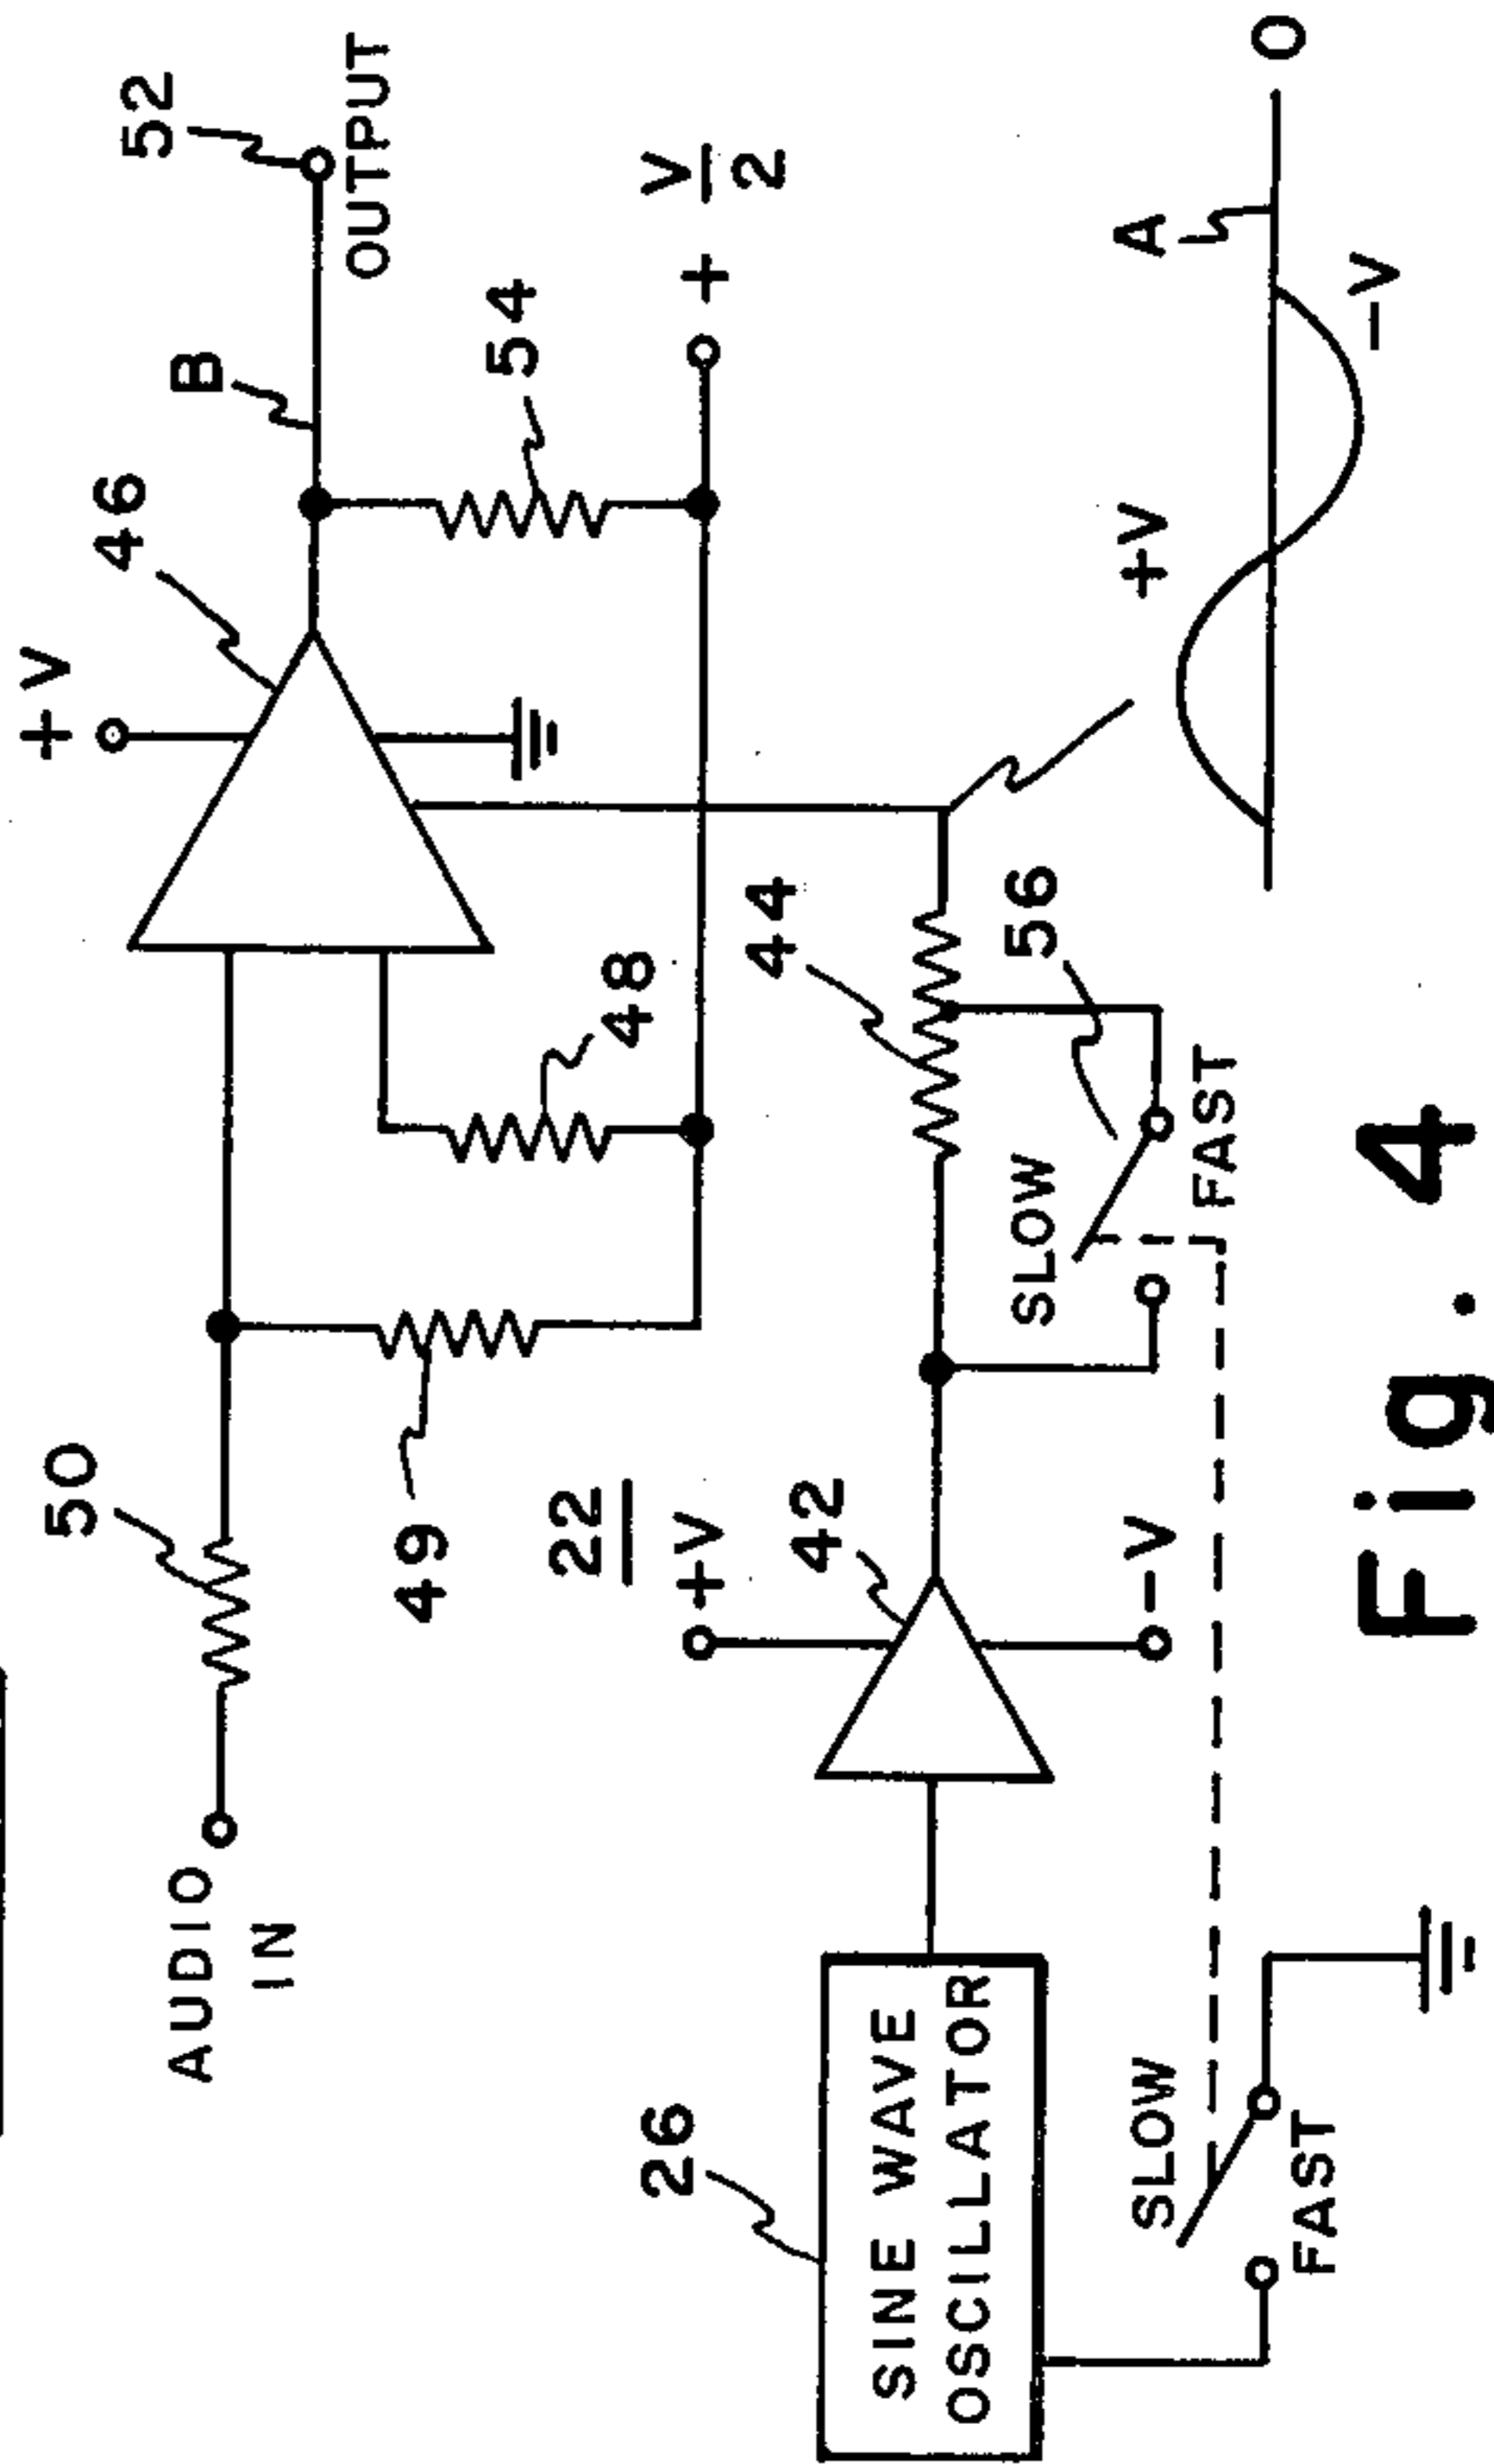 +V
46
B
52
OUTPUT
50
AUDIO
IN
49
48
54
+ V/2
22
+V
42
-V
44
26
SINE WAVE
OSCILLATOR
SLOW
56
FAST
+V
A
O
-V
SLOW
FAST
Fig. 4